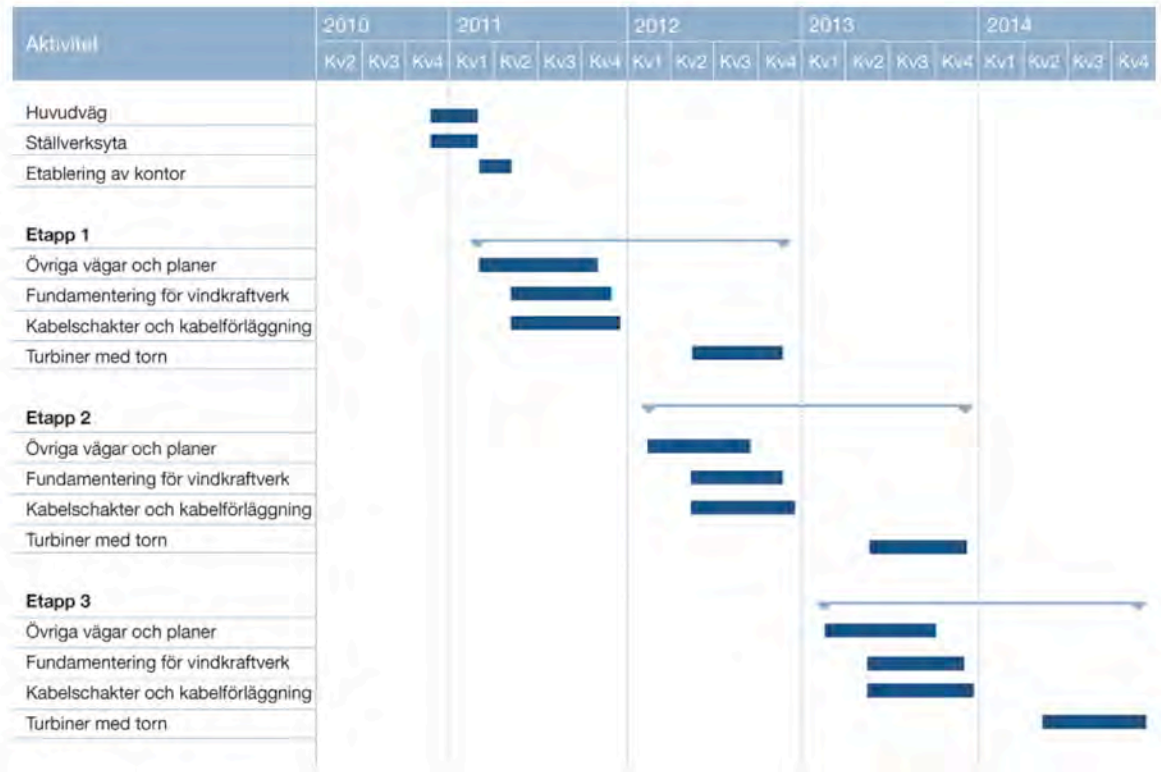 Aktivitet
2010 2011 2012 2013 2014
Kv2 Kv3 Kv4 Kv1 Kv2 Kv3 Kv4 Kv1 Kv2 Kv3 Kv4 Kv1 Kv2 Kv3 Kv4 Kv1 Kv2 Kv3 Kv4
Huvudväg
Ställverksyta
Etablering av kontor
Etapp 1
Övriga vägar och planer
Fundamentering för vindkraftverk
Kabelschakter och kabelförläggning
Turbiner med torn
Etapp 2
Övriga vägar och planer
Fundamentering för vindkraftverk
Kabelschakter och kabelförläggning
Turbiner med torn
Etapp 3
Övriga vägar och planer
Fundamentering för vindkraftverk
Kabelschakter och kabelförläggning
Turbiner med torn